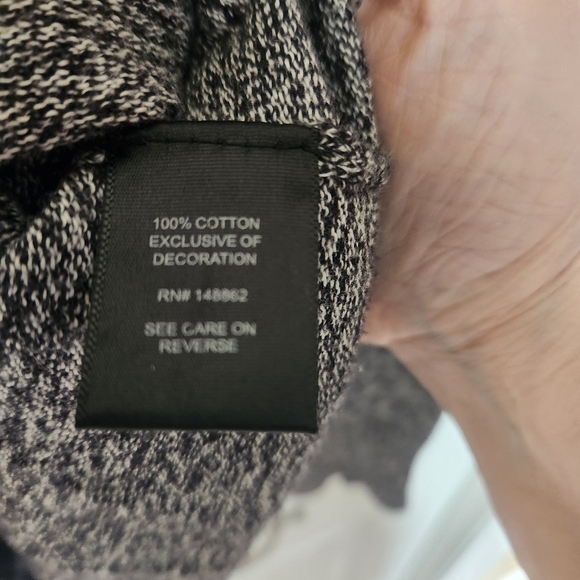 100% COTTON
EXCLUSIVE OF
DECORATION
RN# 148862
SEE CARE ON
REVERSE